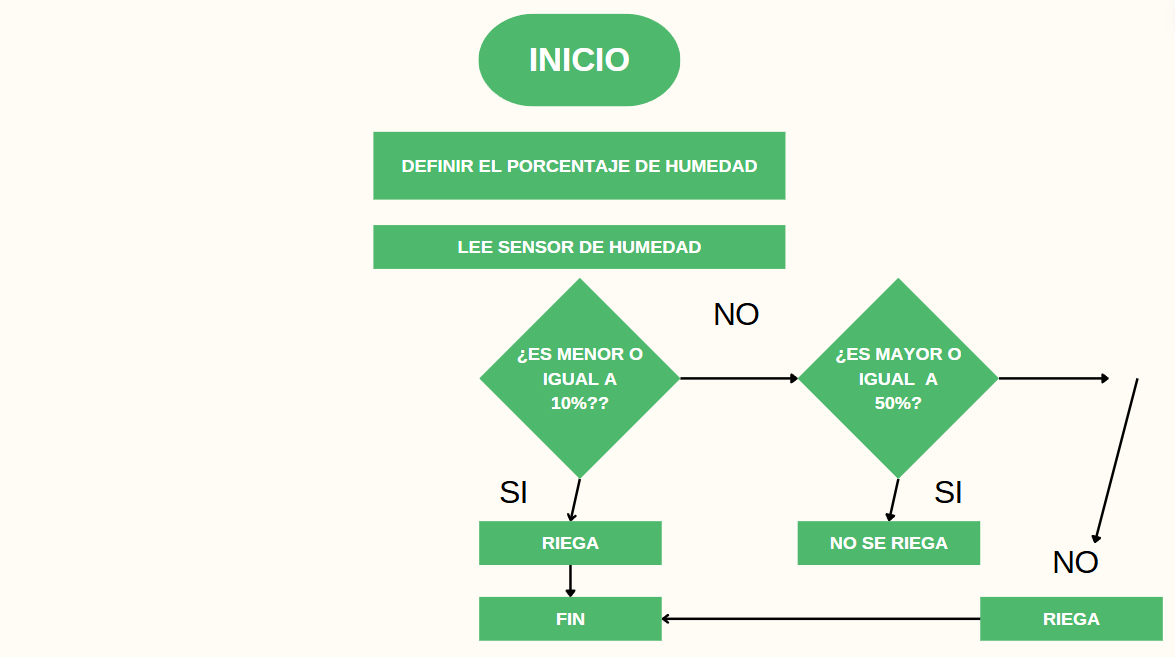 INICIO
DEFINIR EL PORCENTAJE DE HUMEDAD
LEE SENSOR DE HUMEDAD
NO
¿ES MENOR O
IGUAL A
10%??
¿ES MAYOR O
IGUAL A
50%?
SI
SI
RIEGA
NO SE RIEGA
NO
FIN
RIEGA